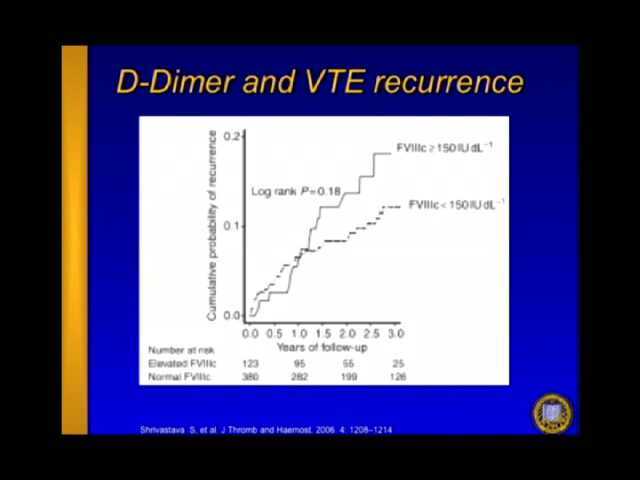 D-Dimer and VTE recurrence
Cumulative probability of recurrence
0.2
0.1
0.0
FVIIIc ≥ 150 IU dL⁻¹
Log rank P = 0.18
FVIIIc < 150 IU dL⁻¹
0.0 0.5 1.0 1.5 2.0 2.5 3.0
Years of follow-up
Number at risk
Elevated FVIIIc 123 95 55 25
Normal FVIIIc 380 282 199 126
Shrivastava S, et al. J Thromb and Haemost. 2006. 4: 1208–1214